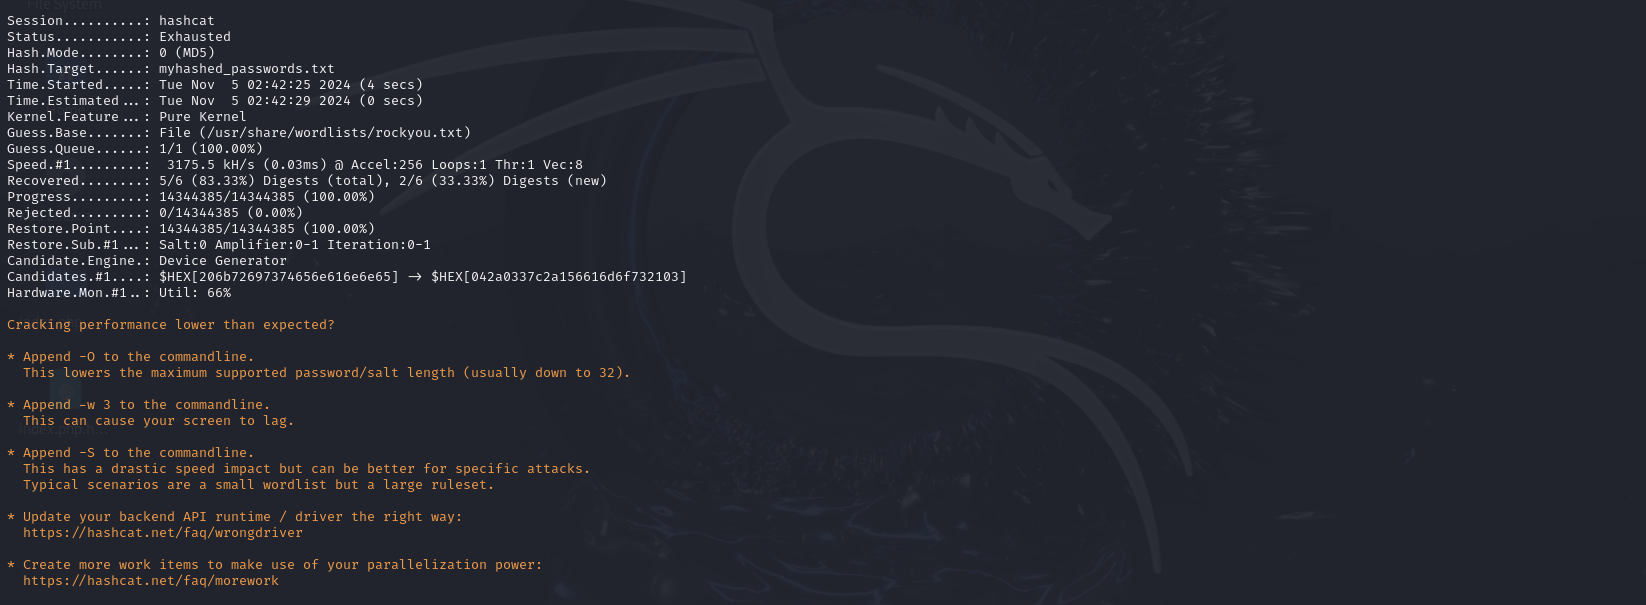 File System
Session..........: hashcat
Status...........: Exhausted
Hash.Mode........: 0 (MD5)
Hash.Target......: myhashed_passwords.txt
Time.Started.....: Tue Nov  5 02:42:25 2024 (4 secs)
Time.Estimated...: Tue Nov  5 02:42:29 2024 (0 secs)
Kernel.Feature...: Pure Kernel
Guess.Base.......: File (/usr/share/wordlists/rockyou.txt)
Guess.Queue......: 1/1 (100.00%)
Speed.#1.........:  3175.5 kH/s (0.03ms) @ Accel:256 Loops:1 Thr:1 Vec:8
Recovered........: 5/6 (83.33%) Digests (total), 2/6 (33.33%) Digests (new)
Progress.........: 14344385/14344385 (100.00%)
Rejected.........: 0/14344385 (0.00%)
Restore.Point....: 14344385/14344385 (100.00%)
Restore.Sub.#1...: Salt:0 Amplifier:0-1 Iteration:0-1
Candidate.Engine.: Device Generator
Candidates.#1....: $HEX[206b72697374656e616e6e65] -> $HEX[042a0337c2a156616d6f732103]
Hardware.Mon.#1..: Util: 66%
Cracking performance lower than expected?
* Append -O to the commandline.
This lowers the maximum supported password/salt length (usually down to 32).
* Append -w 3 to the commandline.
This can cause your screen to lag.
* Append -S to the commandline.
This has a drastic speed impact but can be better for specific attacks.
Typical scenarios are a small wordlist but a large ruleset.
* Update your backend API runtime / driver the right way:
https://hashcat.net/faq/wrongdriver
* Create more work items to make use of your parallelization power:
https://hashcat.net/faq/morework